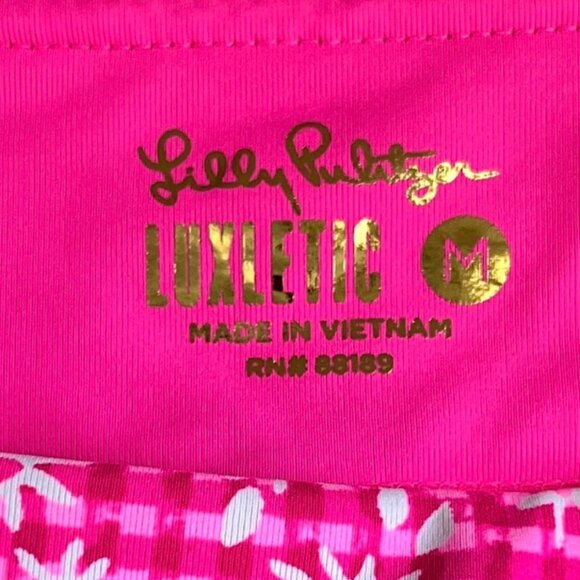 Lilly Pulitzer
LUXLETIC M
MADE IN VIETNAM
RN# 88189